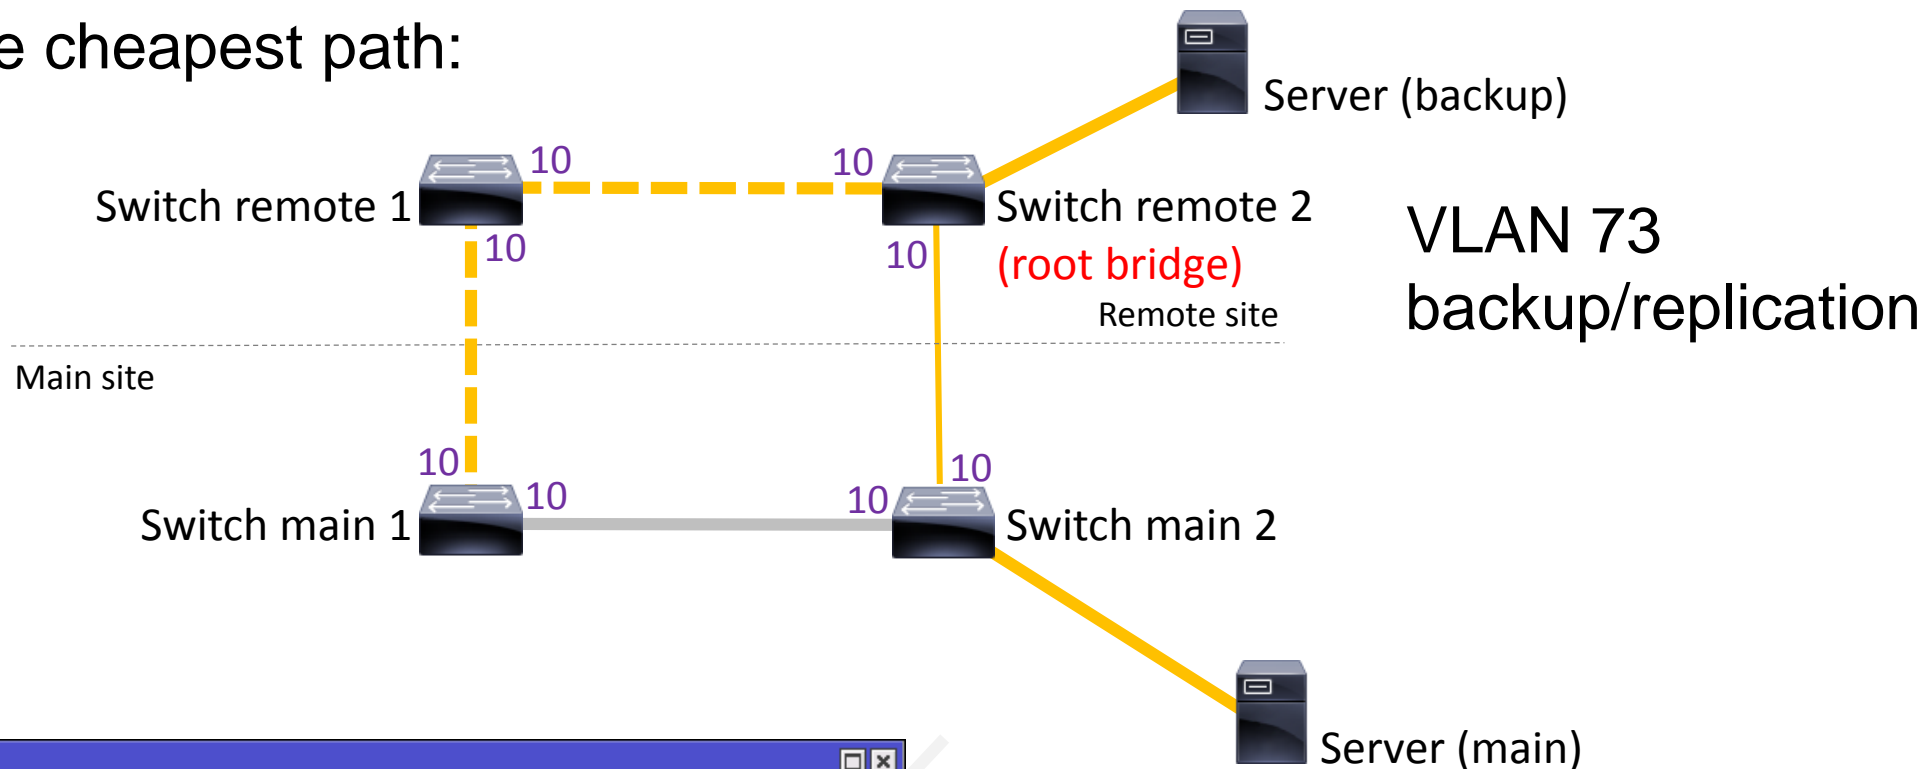 e cheapest path:
Server (backup)
10
10
Switch remote 1
Switch remote 2
10
10
(root bridge)
VLAN 73
backup/replication
Remote site
Main site
10
10
10
10
Switch main 1
Switch main 2
Server (main)